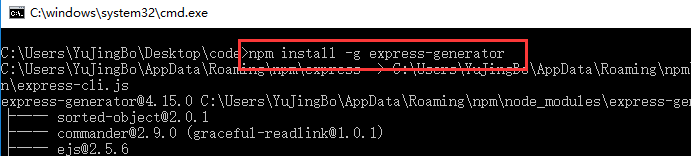 C:\windows\system32\cmd.exe
C:\Users\YuJingBo\Desktop\code>npm install -g express-generator
C:\Users\YuJingBo\AppData\Roaming\npm\express -> C:\Users\YuJingBo\AppData\Roaming\npm
n\express-cli.js
express-generator@4.15.0 C:\Users\YuJingBo\AppData\Roaming\npm\node_modules\express-gen
├── sorted-object@2.0.1
├── commander@2.9.0 (graceful-readlink@1.0.1)
├── ejs@2.5.6